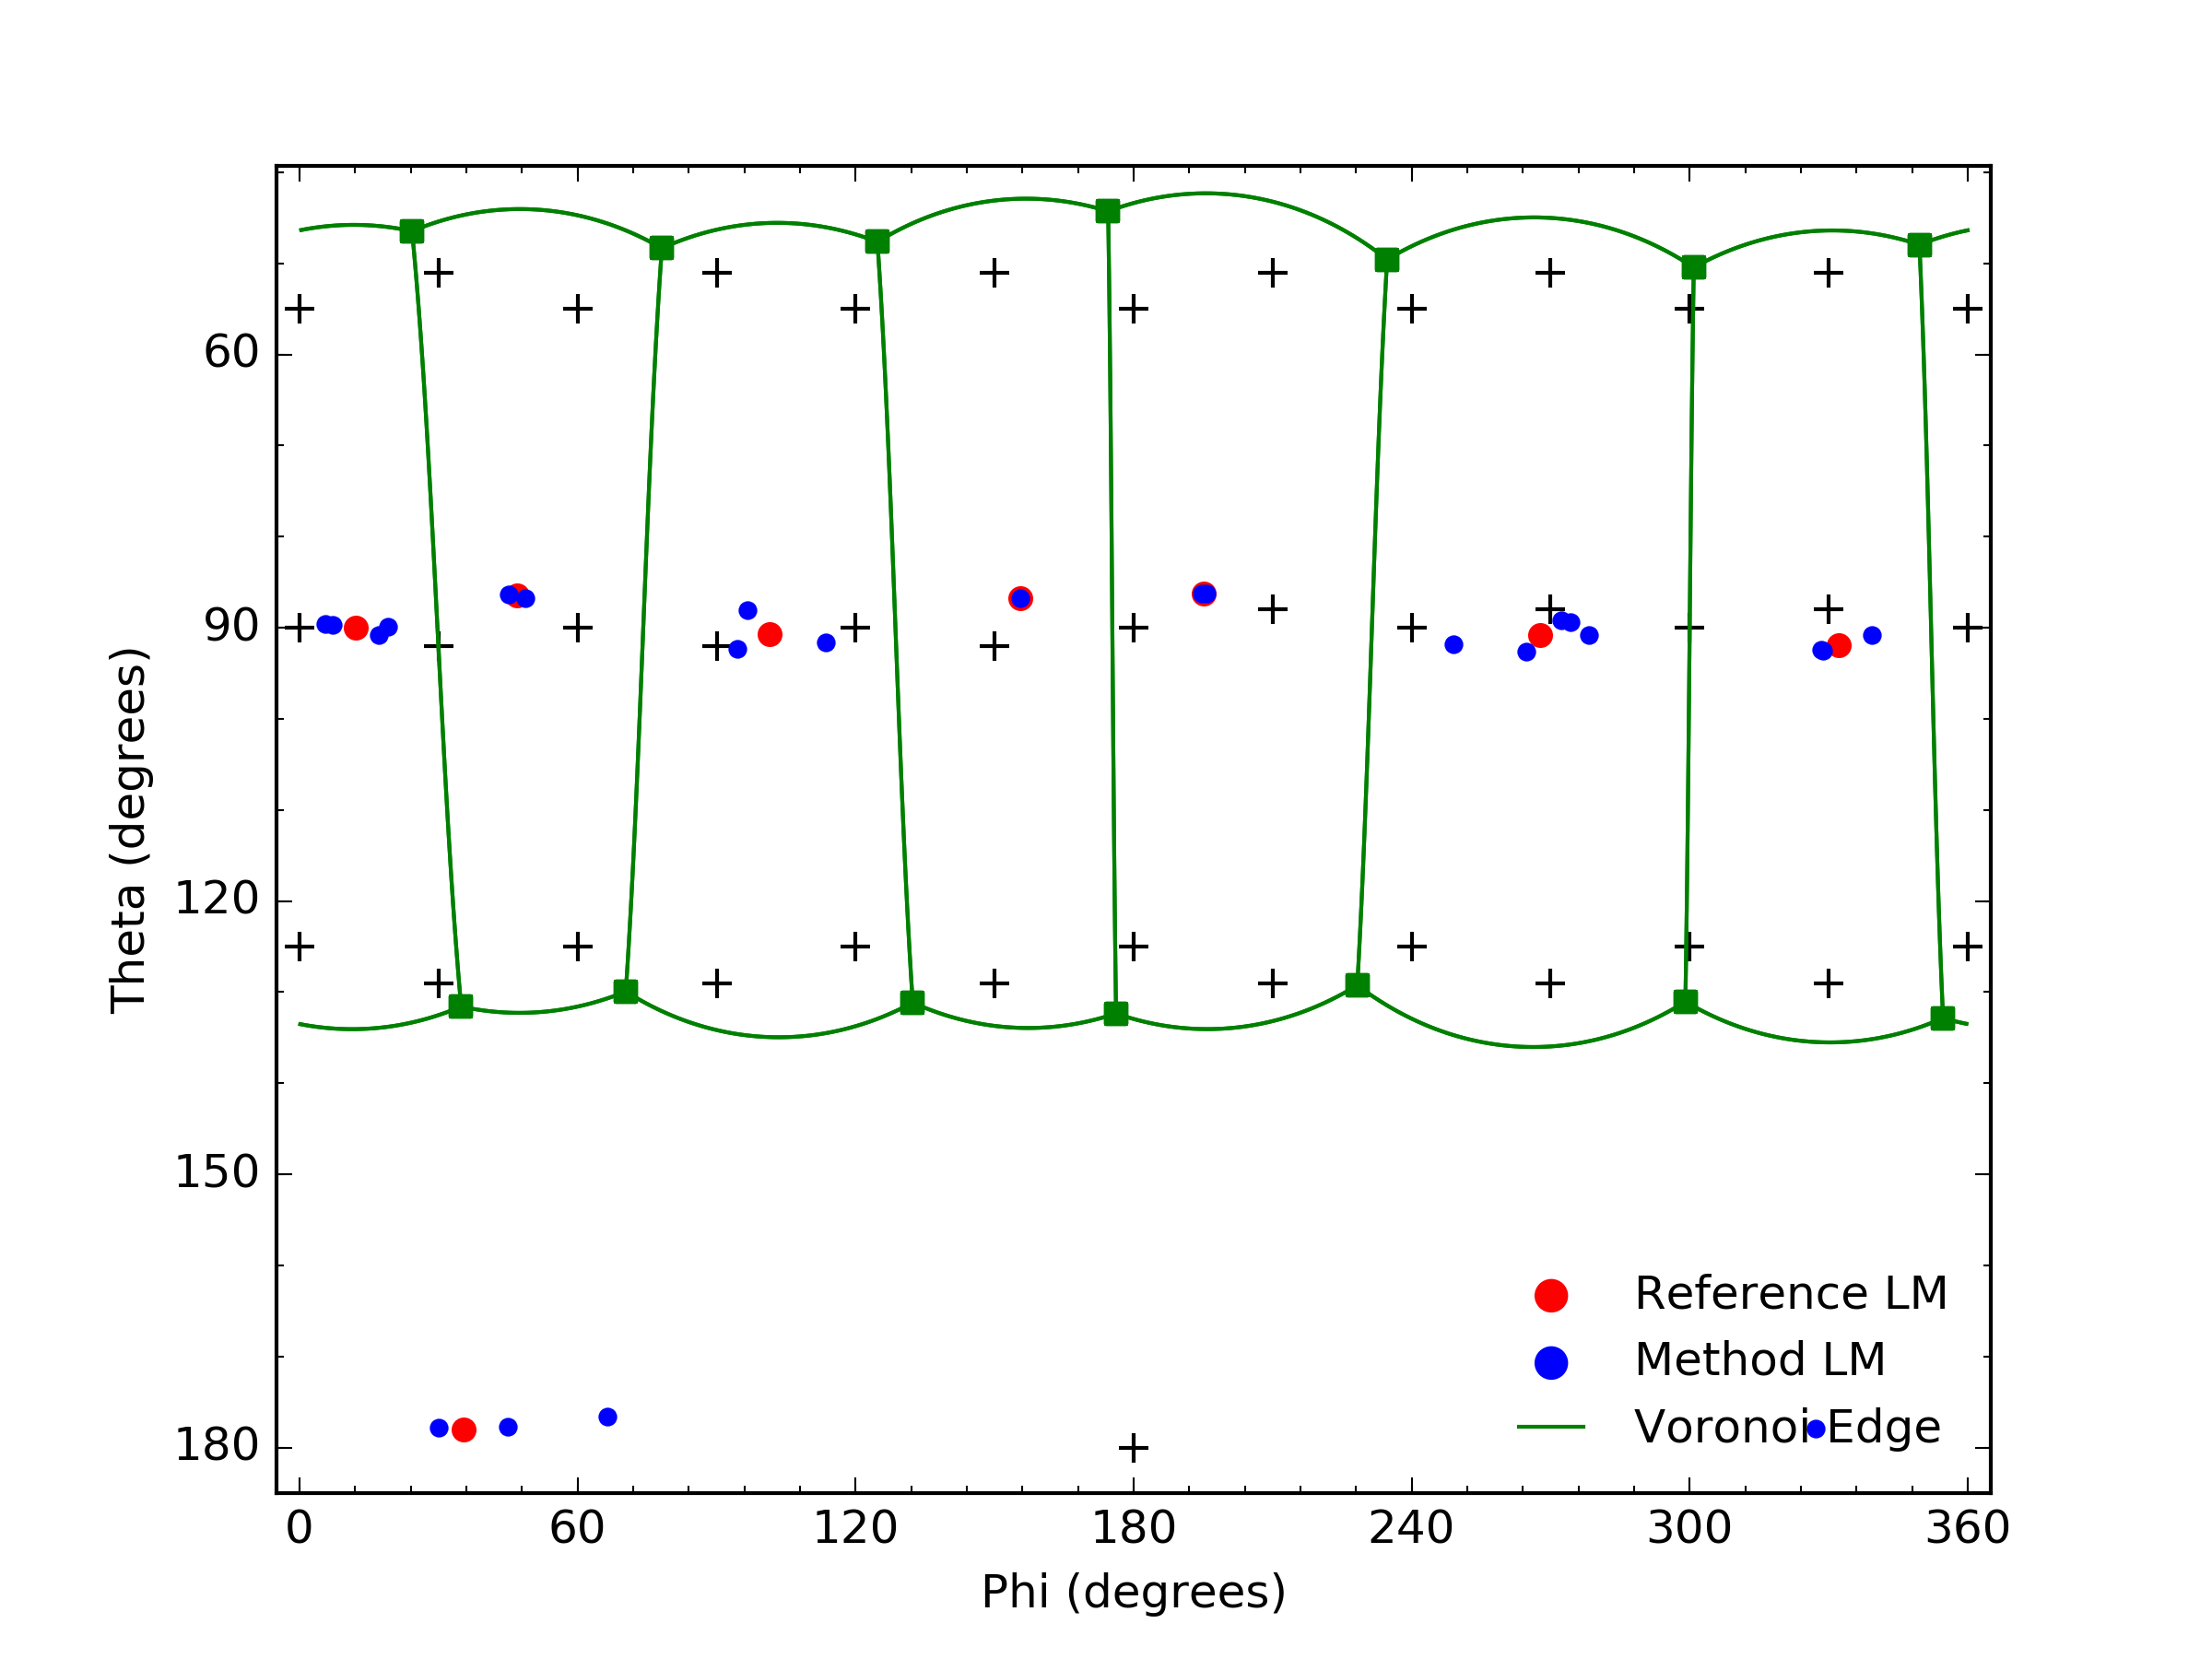 60
90
120
150
180
Theta (degrees)
Reference LM
Method LM
Voronoi Edge
0 60 120 180 240 300 360
Phi (degrees)